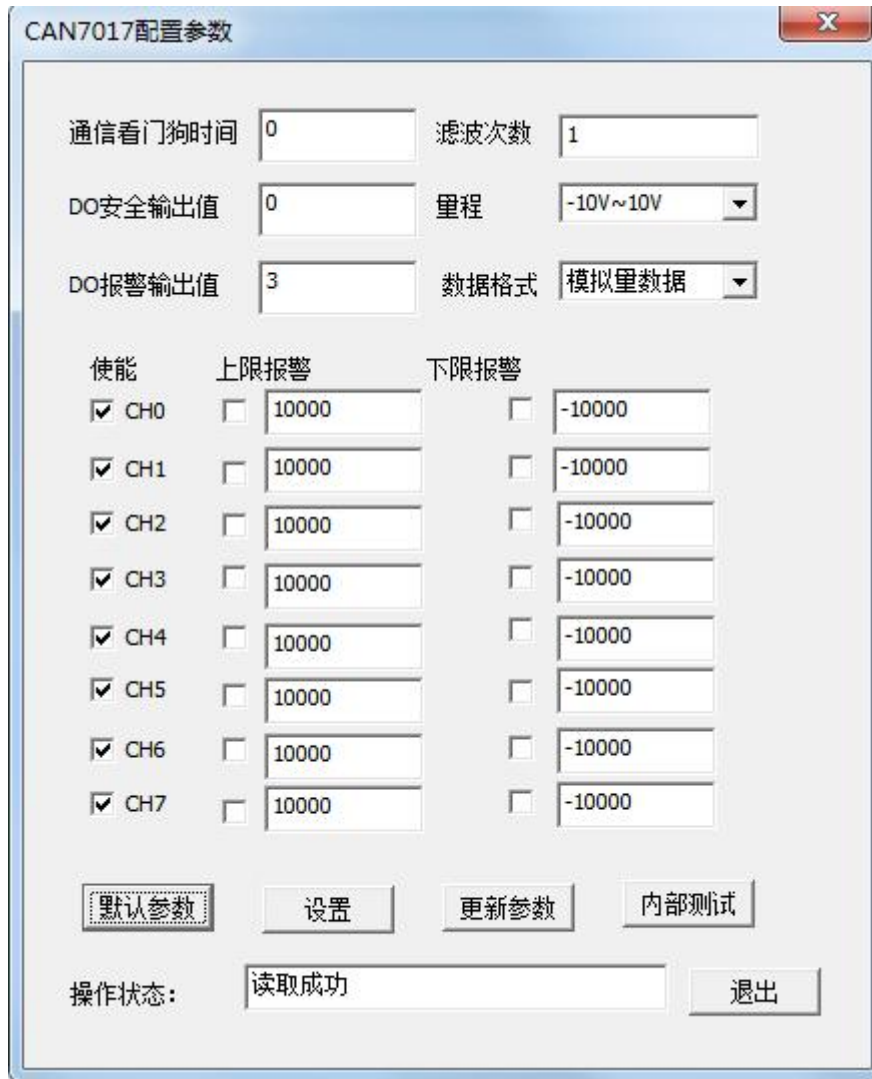 CAN7017配置参数
通信看门狗时间 0 滤波次数 1
DO安全输出值 0 量程 -10V~10V
DO报警输出值 3 数据格式 模拟量数据
使能 上限报警 下限报警
CH0 10000 -10000
CH1 10000 -10000
CH2 10000 -10000
CH3 10000 -10000
CH4 10000 -10000
CH5 10000 -10000
CH6 10000 -10000
CH7 10000 -10000
默认参数 设置 更新参数 内部测试
操作状态: 读取成功 退出